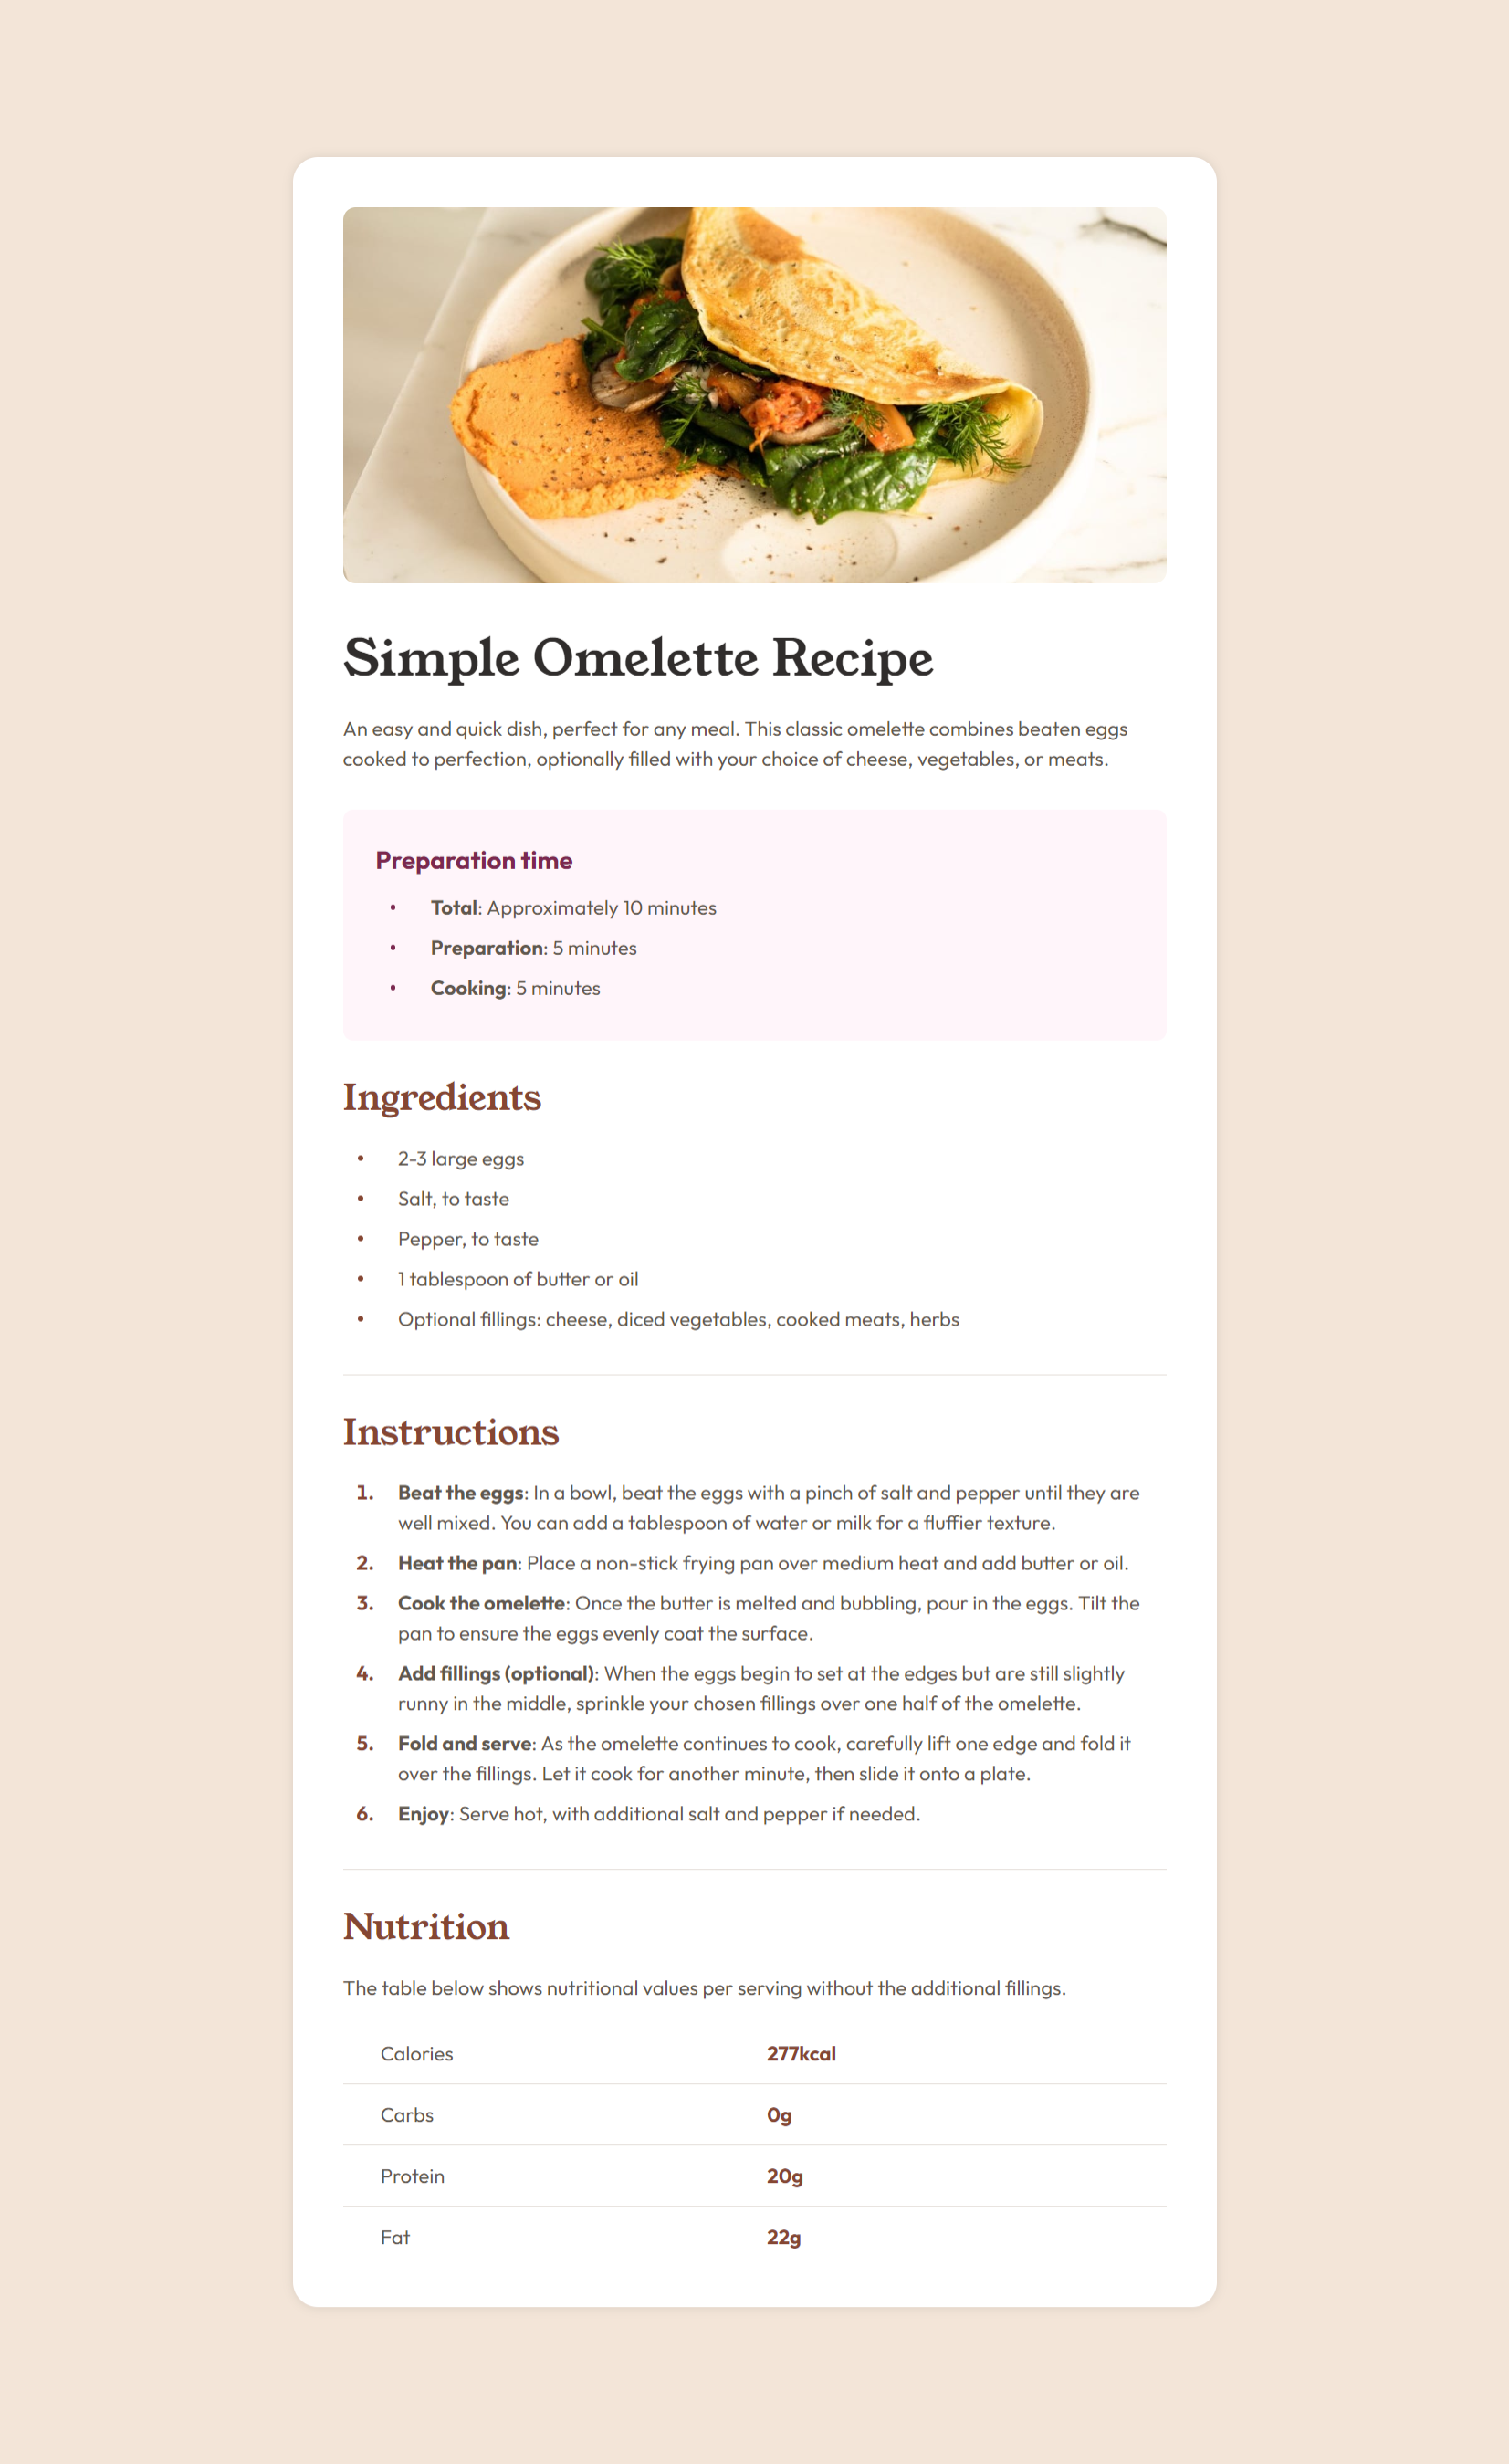 Simple Omelette Recipe
An easy and quick dish, perfect for any meal. This classic omelette combines beaten eggs
cooked to perfection, optionally filled with your choice of cheese, vegetables, or meats.
Preparation time
• Total: Approximately 10 minutes
• Preparation: 5 minutes
• Cooking: 5 minutes
Ingredients
• 2-3 large eggs
• Salt, to taste
• Pepper, to taste
• 1 tablespoon of butter or oil
• Optional fillings: cheese, diced vegetables, cooked meats, herbs
Instructions
1. Beat the eggs: In a bowl, beat the eggs with a pinch of salt and pepper until they are
well mixed. You can add a tablespoon of water or milk for a fluffier texture.
2. Heat the pan: Place a non-stick frying pan over medium heat and add butter or oil.
3. Cook the omelette: Once the butter is melted and bubbling, pour in the eggs. Tilt the
pan to ensure the eggs evenly coat the surface.
4. Add fillings (optional): When the eggs begin to set at the edges but are still slightly
runny in the middle, sprinkle your chosen fillings over one half of the omelette.
5. Fold and serve: As the omelette continues to cook, carefully lift one edge and fold it
over the fillings. Let it cook for another minute, then slide it onto a plate.
6. Enjoy: Serve hot, with additional salt and pepper if needed.
Nutrition
The table below shows nutritional values per serving without the additional fillings.
Calories 277kcal
Carbs 0g
Protein 20g
Fat 22g